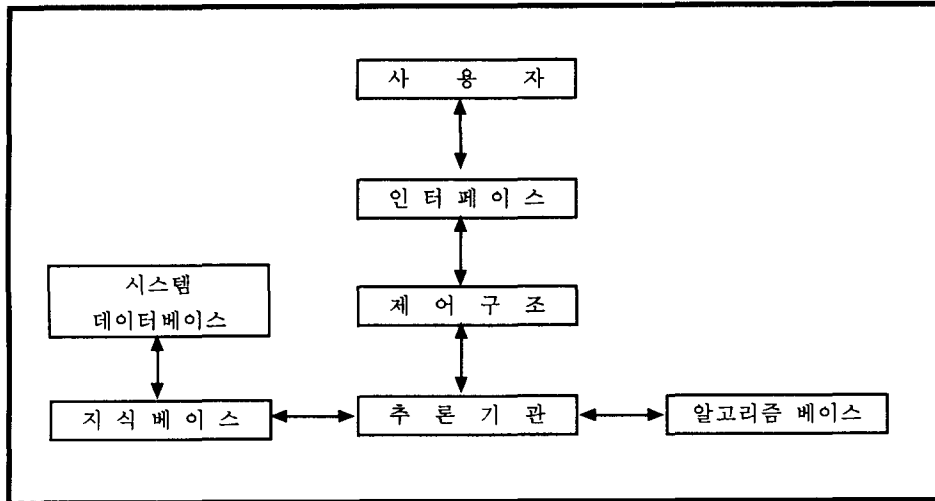 사 용 자
인 터 페 이 스
시스템
데이터베이스
제 어 구 조
지 식 베 이 스
추 론 기 관
알고리즘 베이스